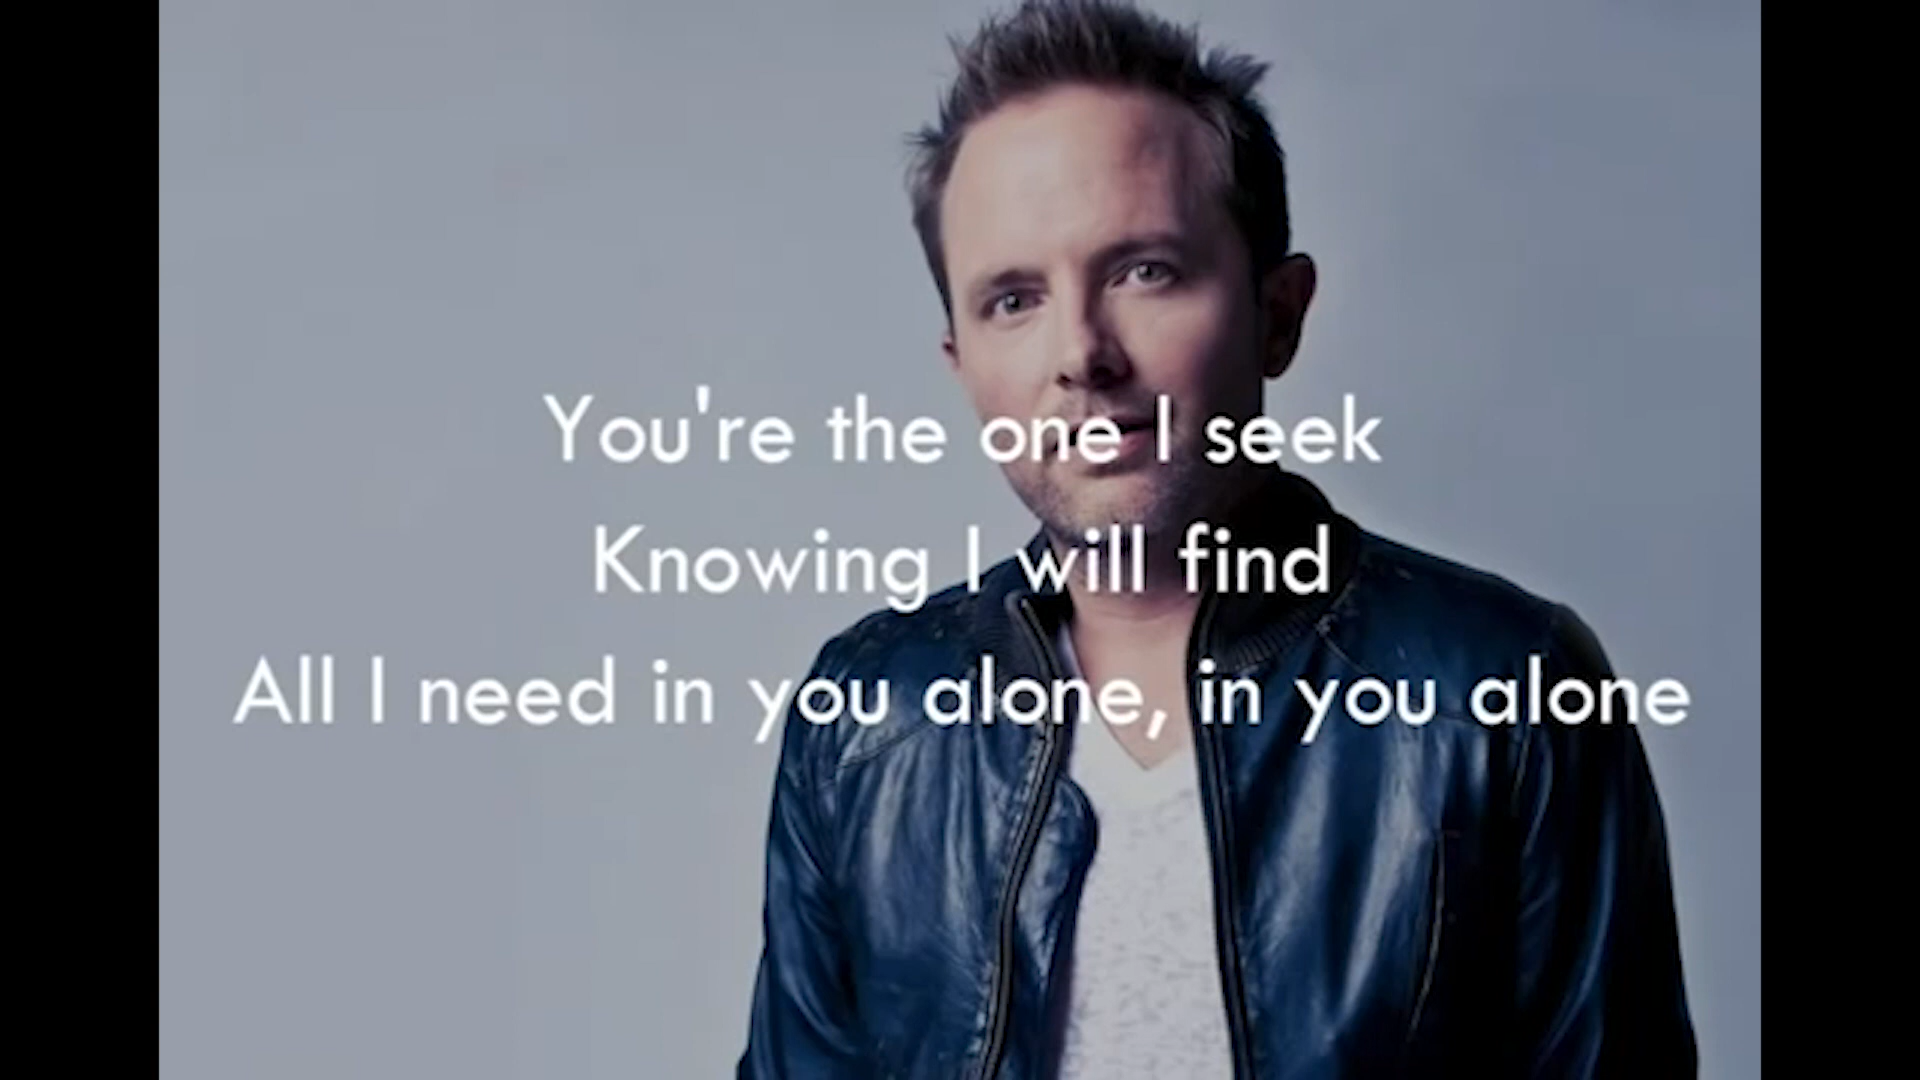 You're the one I seek
Knowing I will find
All I need in you alone, in you alone